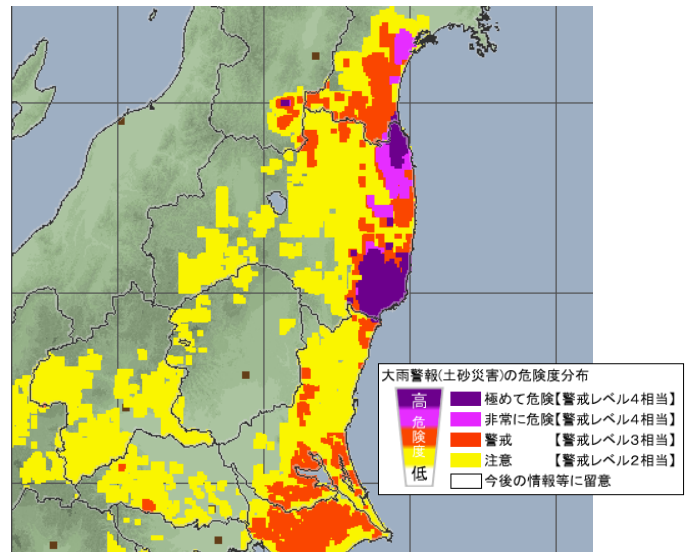 大雨警報(土砂災害)の危険度分布
高
危
険
度
低
極めて危険【警戒レベル4相当】
非常に危険【警戒レベル4相当】
警戒 【警戒レベル3相当】
注意 【警戒レベル2相当】
今後の情報等に留意